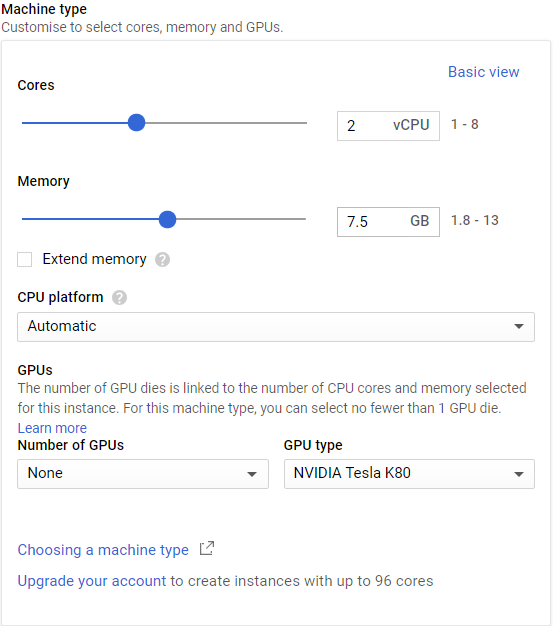 Machine type
Customise to select cores, memory and GPUs.
Basic view
Cores
2 vCPU 1 - 8
Memory
7.5 GB 1.8 - 13
Extend memory ?
CPU platform ?
Automatic
GPUs
The number of GPU dies is linked to the number of CPU cores and memory selected
for this instance. For this machine type, you can select no fewer than 1 GPU die.
Learn more
Number of GPUs GPU type
None NVIDIA Tesla K80
Choosing a machine type
Upgrade your account to create instances with up to 96 cores